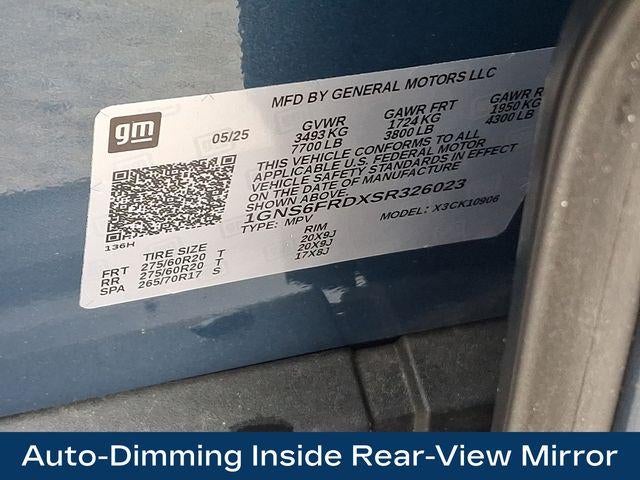 MFD BY GENERAL MOTORS LLC
gm
05/25
GVWR GAWR FRT GAWR R
3493 KG 1724 KG 1950 KG
7700 LB 3800 LB 4300 LB
THIS VEHICLE CONFORMS TO ALL
APPLICABLE U.S. FEDERAL MOTOR
VEHICLE SAFETY STANDARDS IN EFFECT
ON THE DATE OF MANUFACTURE
SHOWN ABOVE.
1GNS6FRDXSR326023
TYPE: MPV MODEL: X3CK10906
136H
TIRE SIZE RIM
FRT 275/60R20 T 20X9J
RR 275/60R20 T 20X9J
SPA 265/70R17 S 17X8J
Auto-Dimming Inside Rear-View Mirror